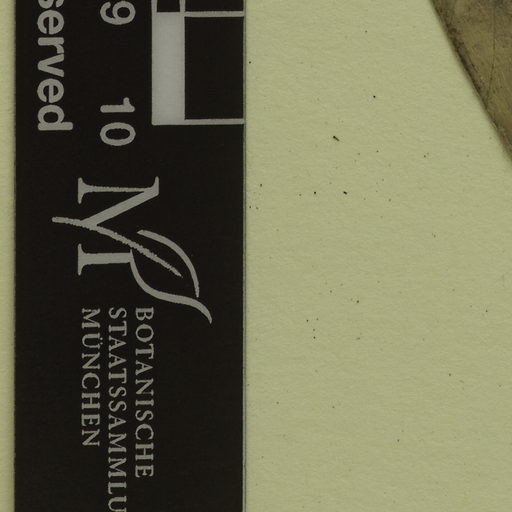 served
9 10
BOTANISCHE
STAATSSAMMLU
MÜNCHEN